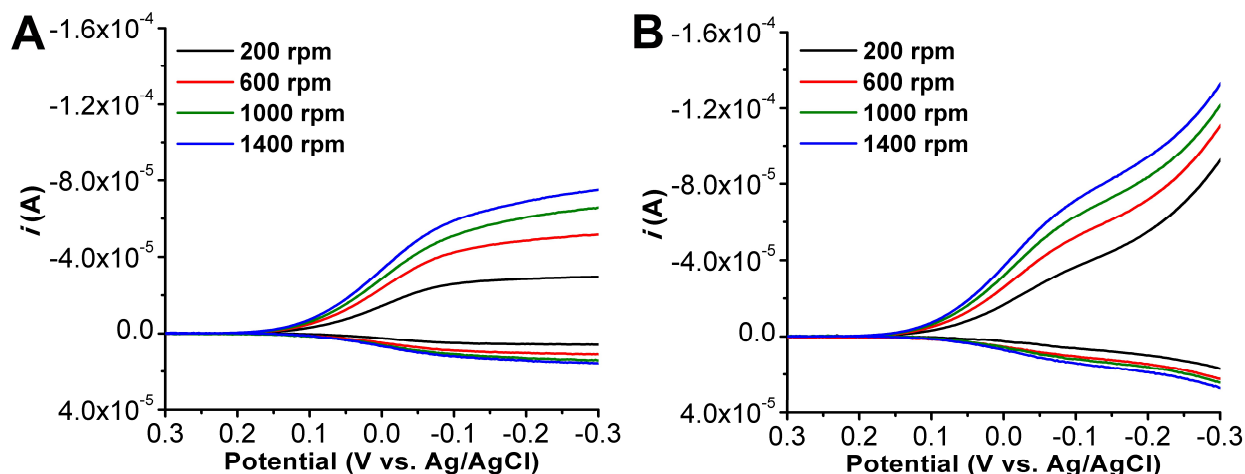 A
-1.6x10⁻⁴
-1.2x10⁻⁴
-8.0x10⁻⁵
-4.0x10⁻⁵
0.0
4.0x10⁻⁵
i (A)
200 rpm
600 rpm
1000 rpm
1400 rpm
0.3 0.2 0.1 0.0 -0.1 -0.2 -0.3
Potential (V vs. Ag/AgCl)
B
-1.6x10⁻⁴
-1.2x10⁻⁴
-8.0x10⁻⁵
-4.0x10⁻⁵
0.0
4.0x10⁻⁵
i (A)
200 rpm
600 rpm
1000 rpm
1400 rpm
0.3 0.2 0.1 0.0 -0.1 -0.2 -0.3
Potential (V vs. Ag/AgCl)